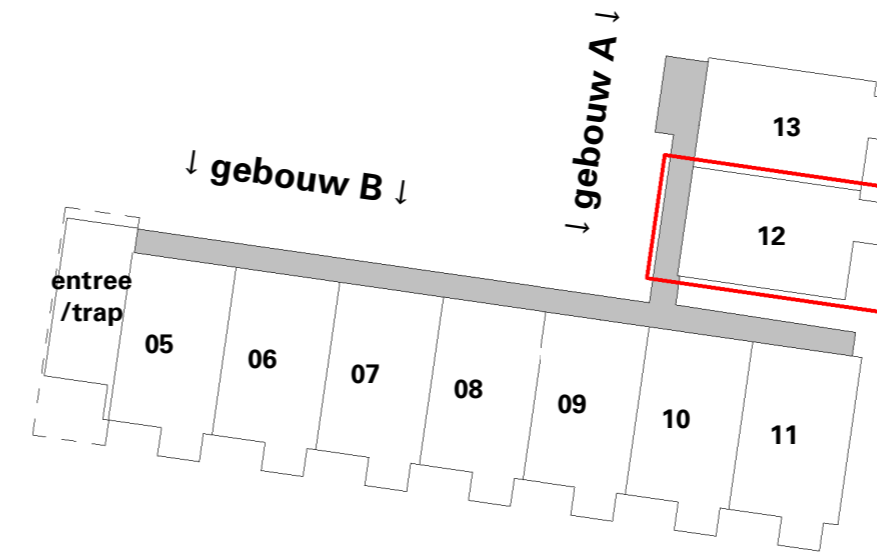 ↓ gebouw B ↓
→ gebouw A →
13
12
entree
/trap
05
06
07
08
09
10
11